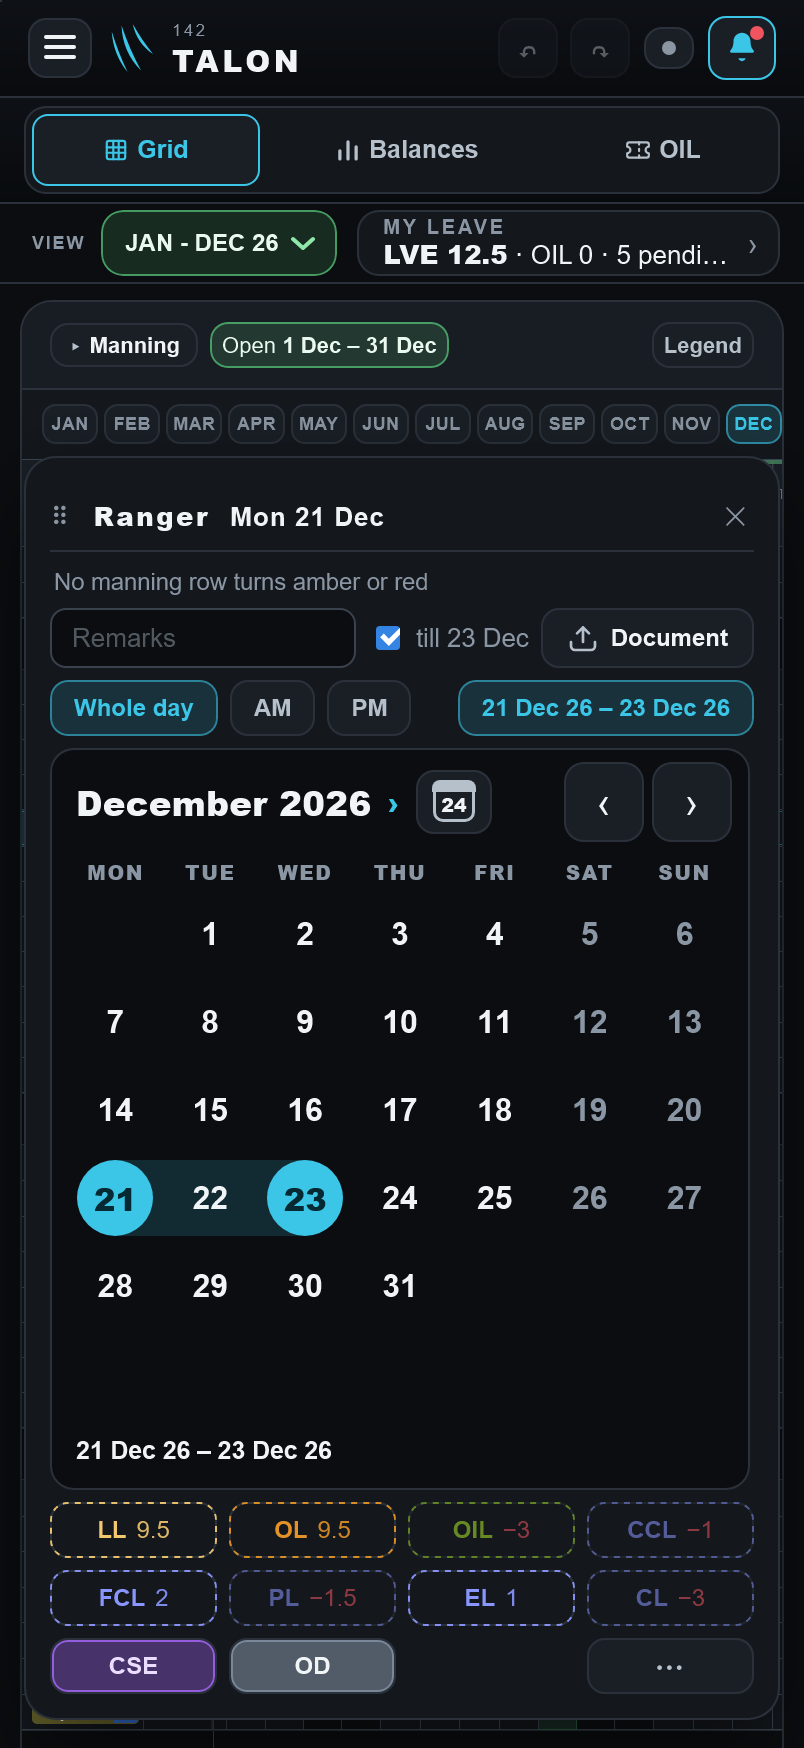 142
TALON
Grid
Balances
OIL
VIEW
JAN - DEC 26
MY LEAVE
LVE 12.5 · OIL 0 · 5 pendi…
›
▸ Manning
Open 1 Dec – 31 Dec
Legend
JAN FEB MAR APR MAY JUN JUL AUG SEP OCT NOV DEC
Ranger Mon 21 Dec
No manning row turns amber or red
Remarks
till 23 Dec
Document
Whole day
AM
PM
21 Dec 26 – 23 Dec 26
December 2026 ›
24
‹ ›
MON TUE WED THU FRI SAT SUN
1 2 3 4 5 6
7 8 9 10 11 12 13
14 15 16 17 18 19 20
21 22 23 24 25 26 27
28 29 30 31
21 Dec 26 – 23 Dec 26
LL 9.5
OL 9.5
OIL −3
CCL −1
FCL 2
PL −1.5
EL 1
CL −3
CSE
OD
···